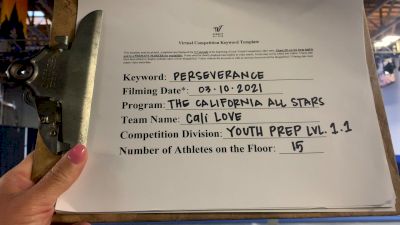 Virtual Competition Keyword Template
Keyword: PERSEVERANCE
Filming Date*: 03.10.2021
Program: THE CALIFORNIA ALL STARS
Team Name: Cali LOVE
Competition Division: YOUTH PREP LVL. 1.1
Number of Athletes on the Floor: 15